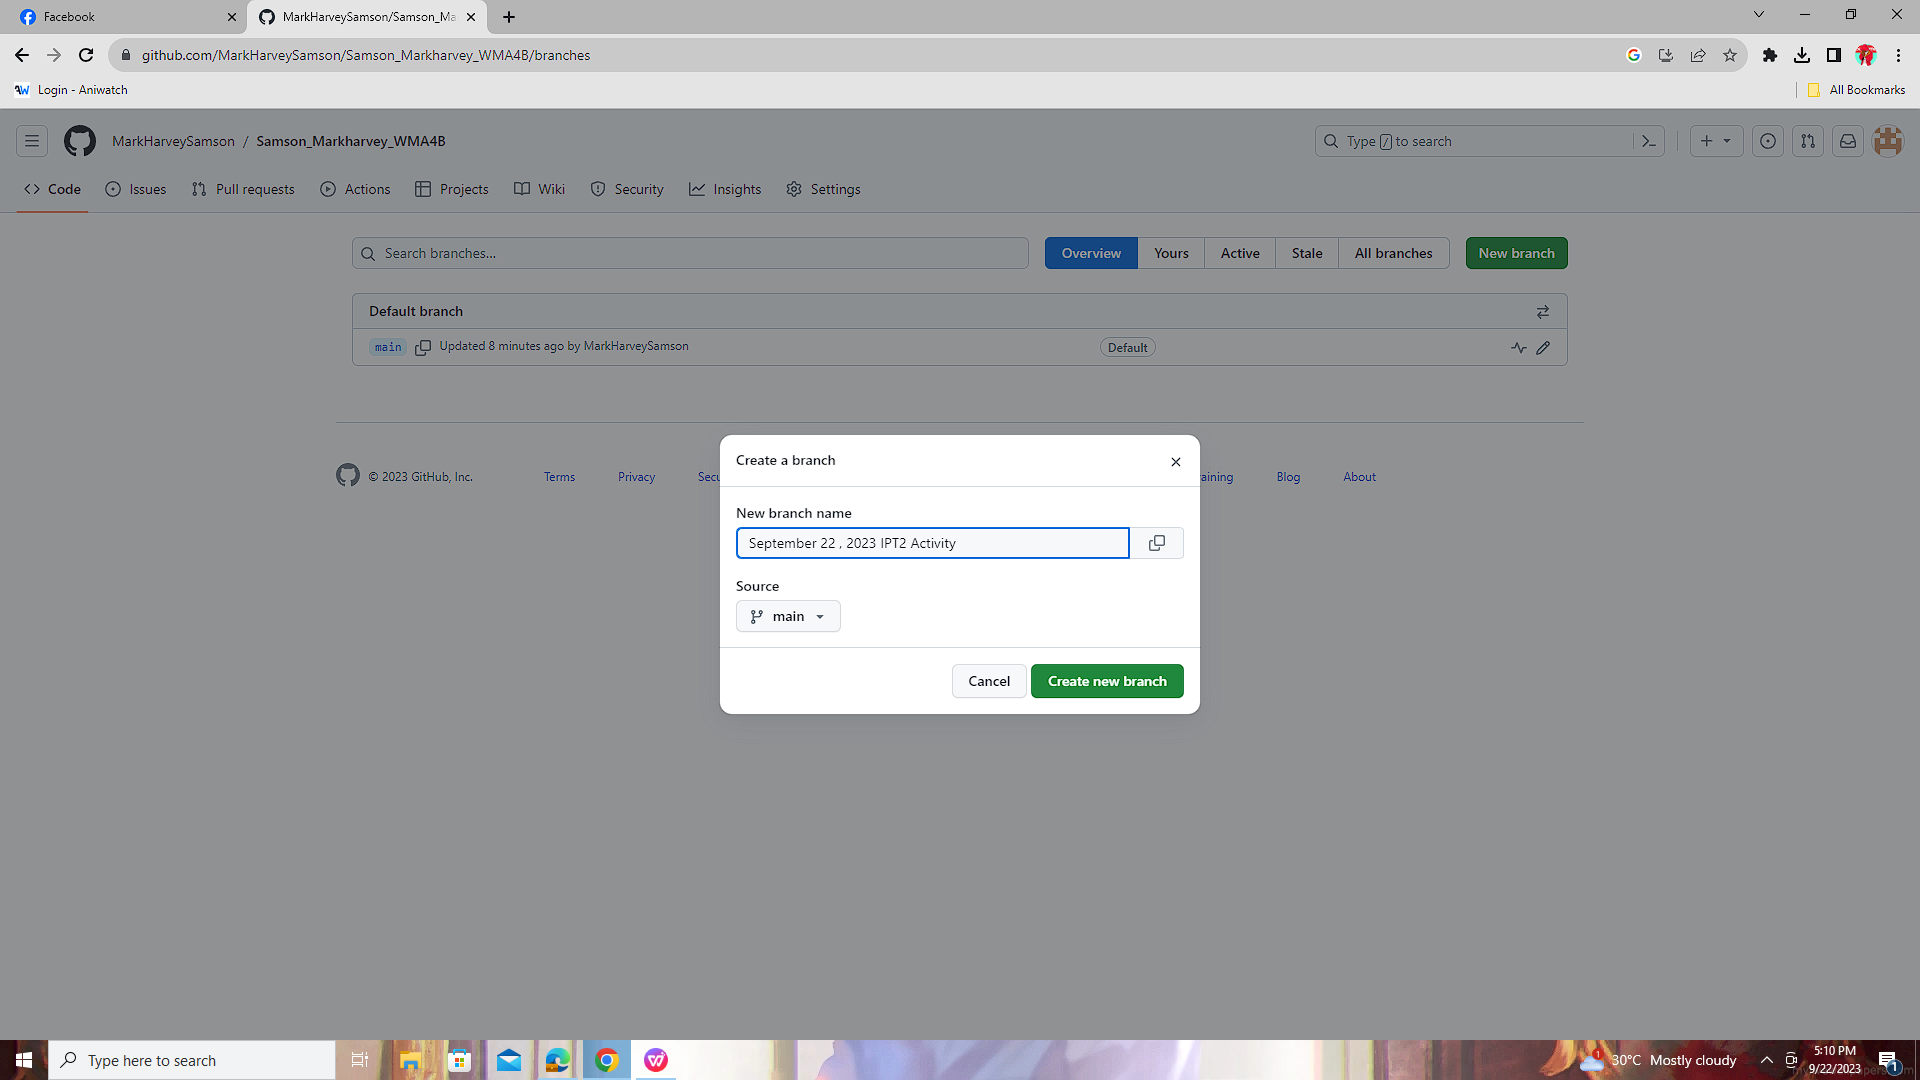 Facebook
MarkHarveySamson/Samson_Ma
github.com/MarkHarveySamson/Samson_Markharvey_WMA4B/branches
Login - Aniwatch
All Bookmarks
MarkHarveySamson / Samson_Markharvey_WMA4B
Type / to search
Code
Issues
Pull requests
Actions
Projects
Wiki
Security
Insights
Settings
Search branches...
Overview
Yours
Active
Stale
All branches
New branch
Default branch
main
Updated 8 minutes ago by MarkHarveySamson
Default
© 2023 GitHub, Inc.
Terms
Privacy
Secu
aining
Blog
About
Create a branch
New branch name
September 22 , 2023 IPT2 Activity
Source
main
Cancel
Create new branch
Type here to search
1
30°C Mostly cloudy
5:10 PM
9/22/2023
1